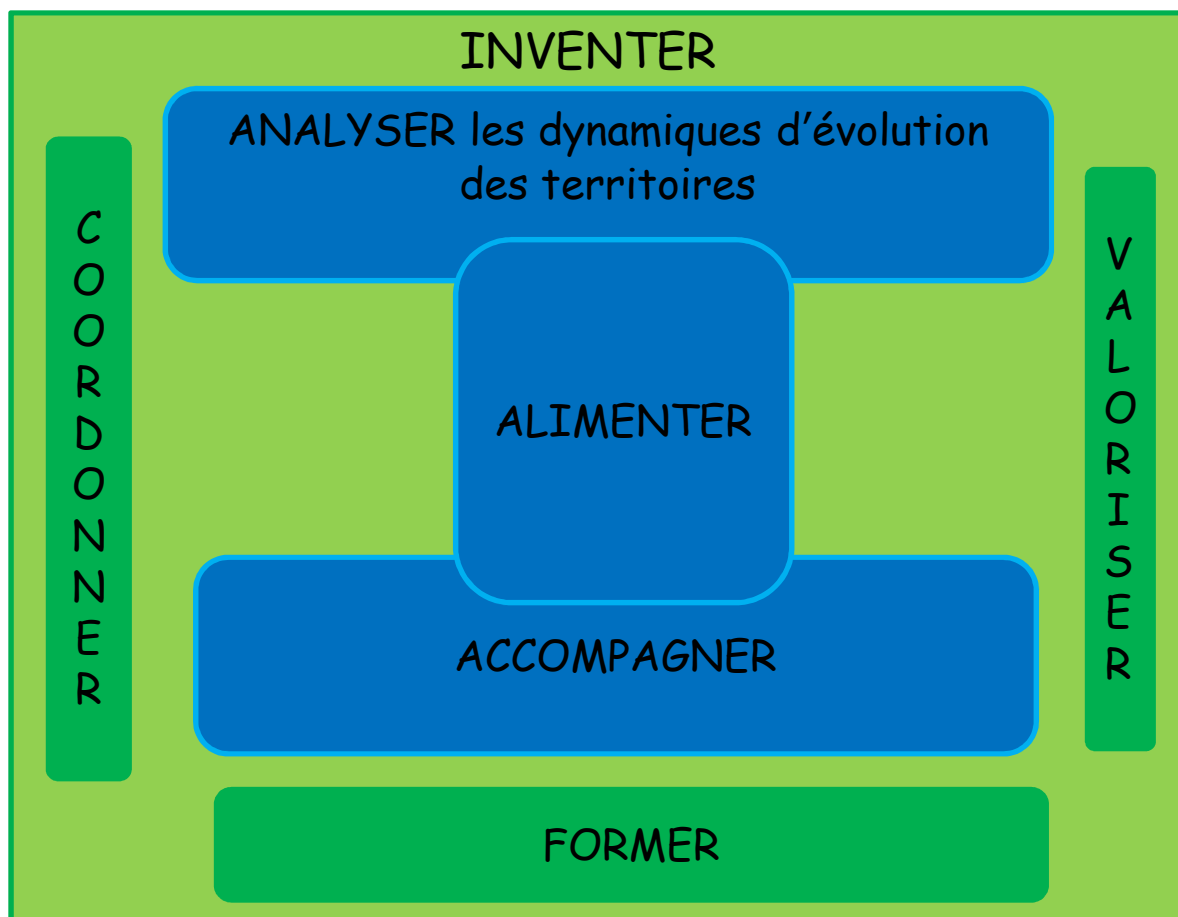 INVENTER
ANALYSER les dynamiques d’évolution
des territoires
COORDONNER
VALORISER
ALIMENTER
ACCOMPAGNER
FORMER